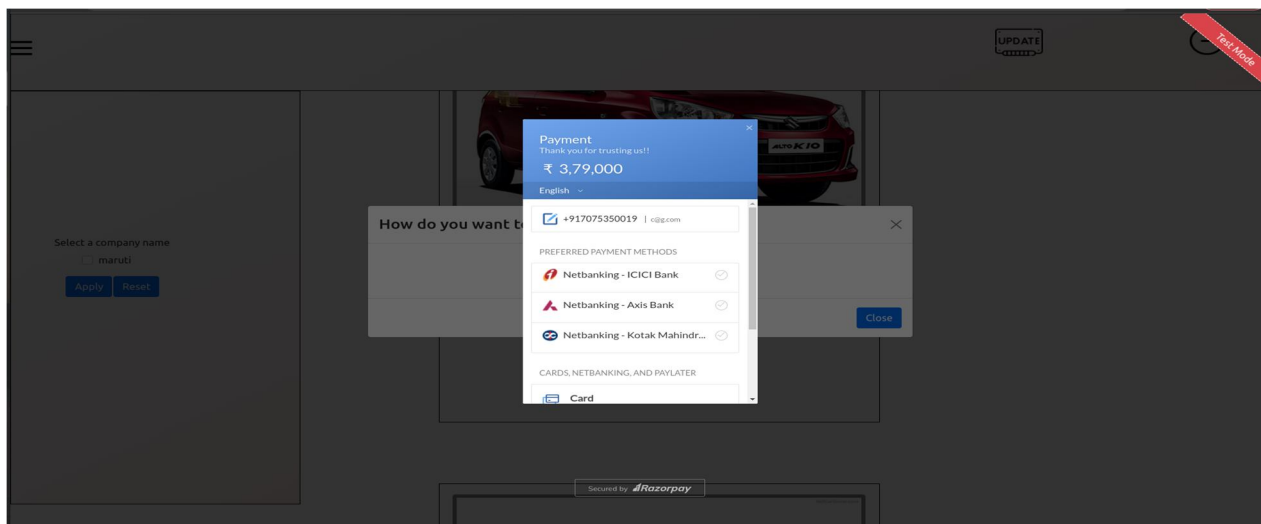 UPDATE
Test Mode
ALTO K10
Payment
Thank you for trusting us!!
₹ 3,79,000
English
How do you want t
+917075350019 | c@g.com
PREFERRED PAYMENT METHODS
Select a company name
maruti
Netbanking - ICICI Bank
Apply Reset
Netbanking - Axis Bank
Close
Netbanking - Kotak Mahindr...
CARDS, NETBANKING, AND PAYLATER
Card
Secured by Razorpay